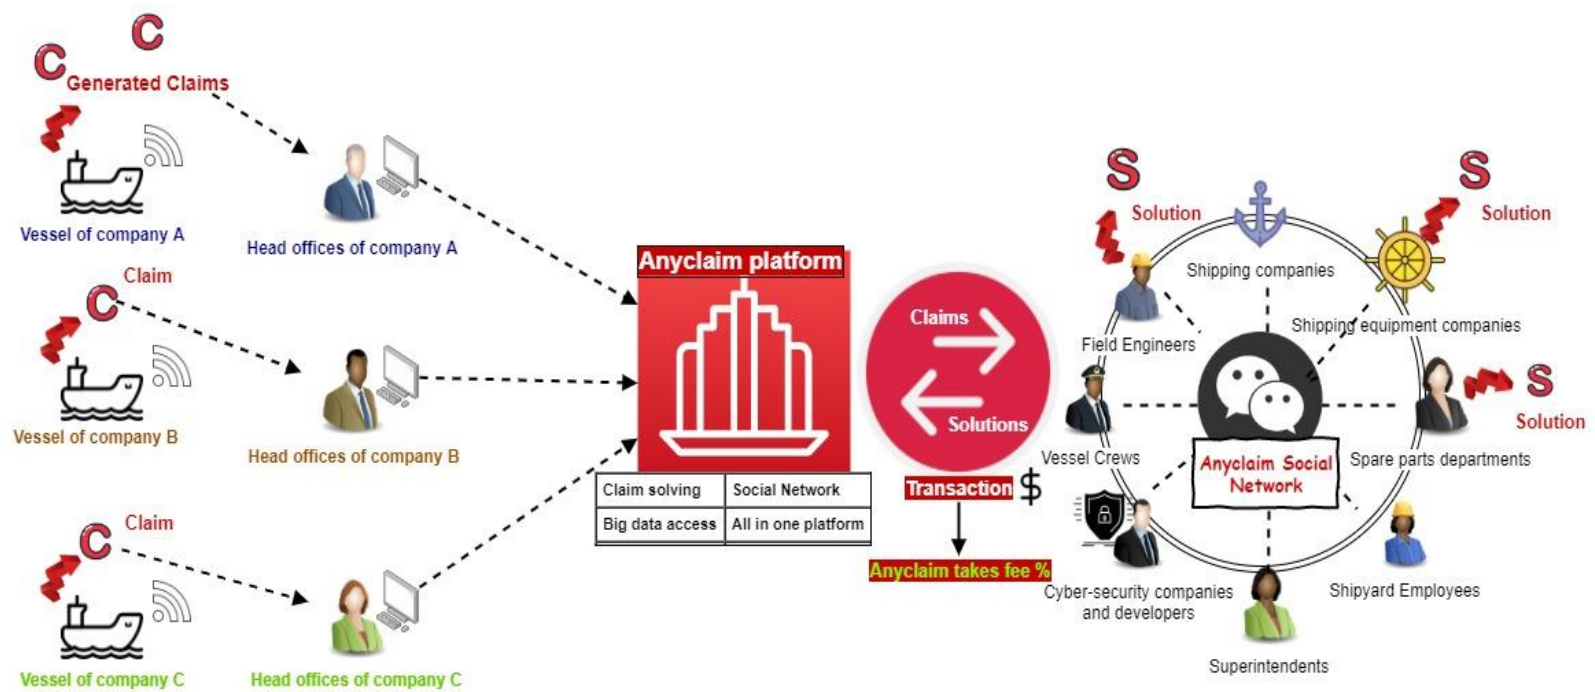 C
C
Generated Claims
Vessel of company A
Head offices of company A
Claim
C
Vessel of company B
Head offices of company B
Claim
C
Vessel of company C
Head offices of company C
Anyclaim platform
Claim solving
Social Network
Big data access
All in one platform
Claims
Solutions
Transaction $
Anyclaim takes fee %
S
Solution
S
Solution
Shipping companies
Shipping equipment companies
Field Engineers
S
Solution
Vessel Crews
Anyclaim Social
Network
Spare parts departments
Cyber-security companies
and developers
Shipyard Employees
Superintendents